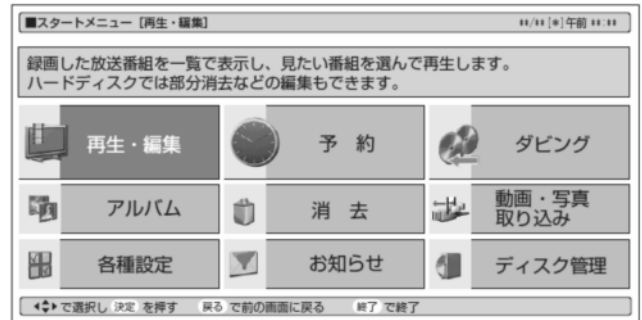 ■スタートメニュー［再生・編集］ **/**[*]午前 **:**
録画した放送番組を一覧で表示し、見たい番組を選んで再生します。
ハードディスクでは部分消去などの編集もできます。
再生・編集
予 約
ダビング
アルバム
消 去
動画・写真
取り込み
各種設定
お知らせ
ディスク管理
で選択し 決定 を押す 戻る で前の画面に戻る 終了 で終了